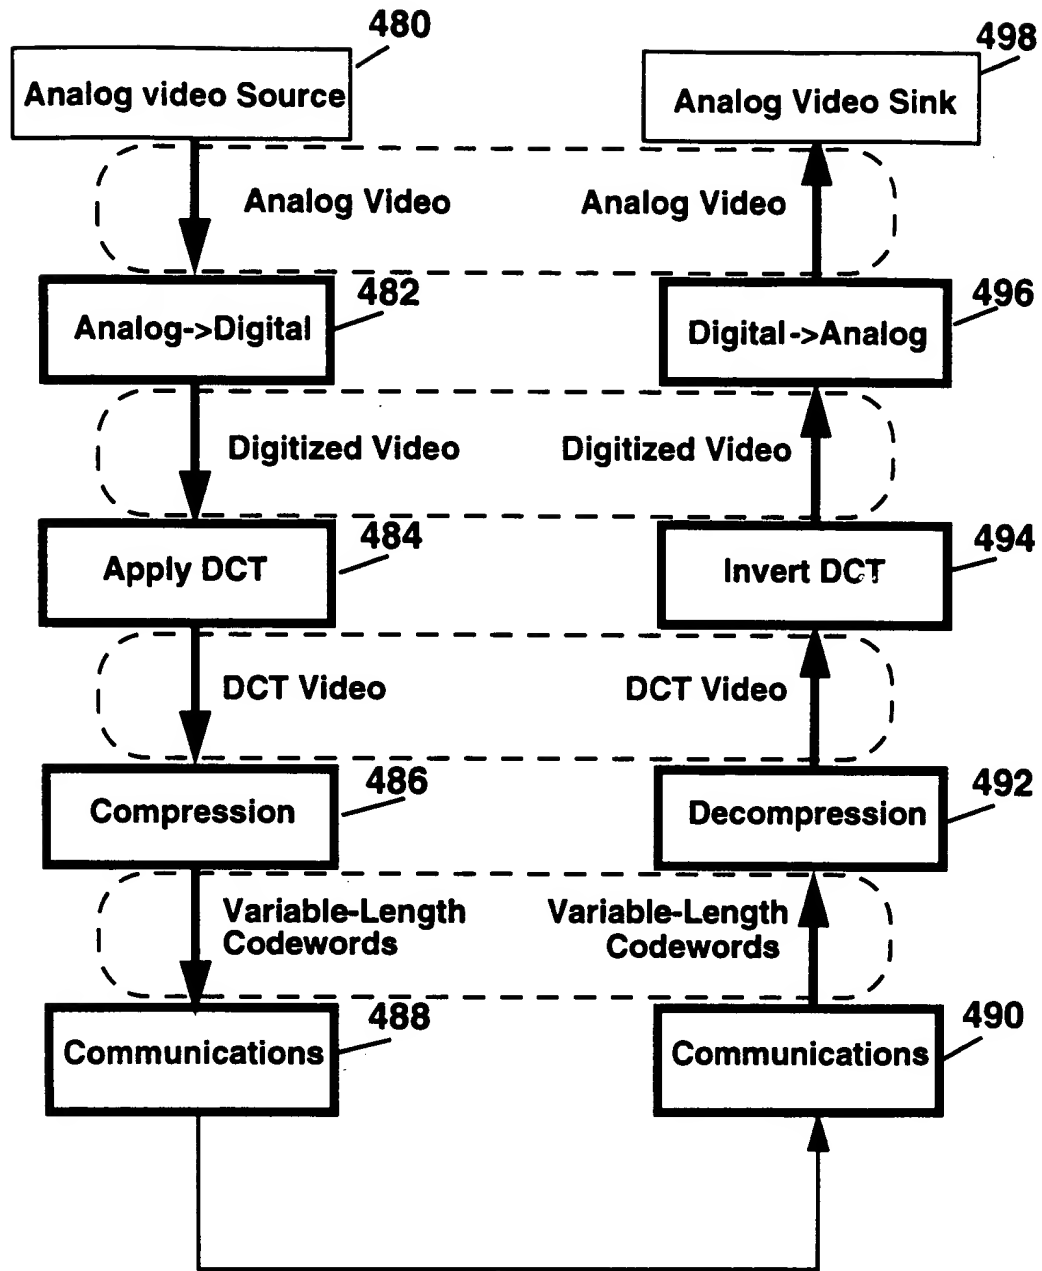 480
498
Analog video Source
Analog Video Sink
Analog Video
Analog Video
482
496
Analog->Digital
Digital->Analog
Digitized Video
Digitized Video
484
494
Apply DCT
Invert DCT
DCT Video
DCT Video
486
492
Compression
Decompression
Variable-Length
Codewords
Variable-Length
Codewords
488
490
Communications
Communications